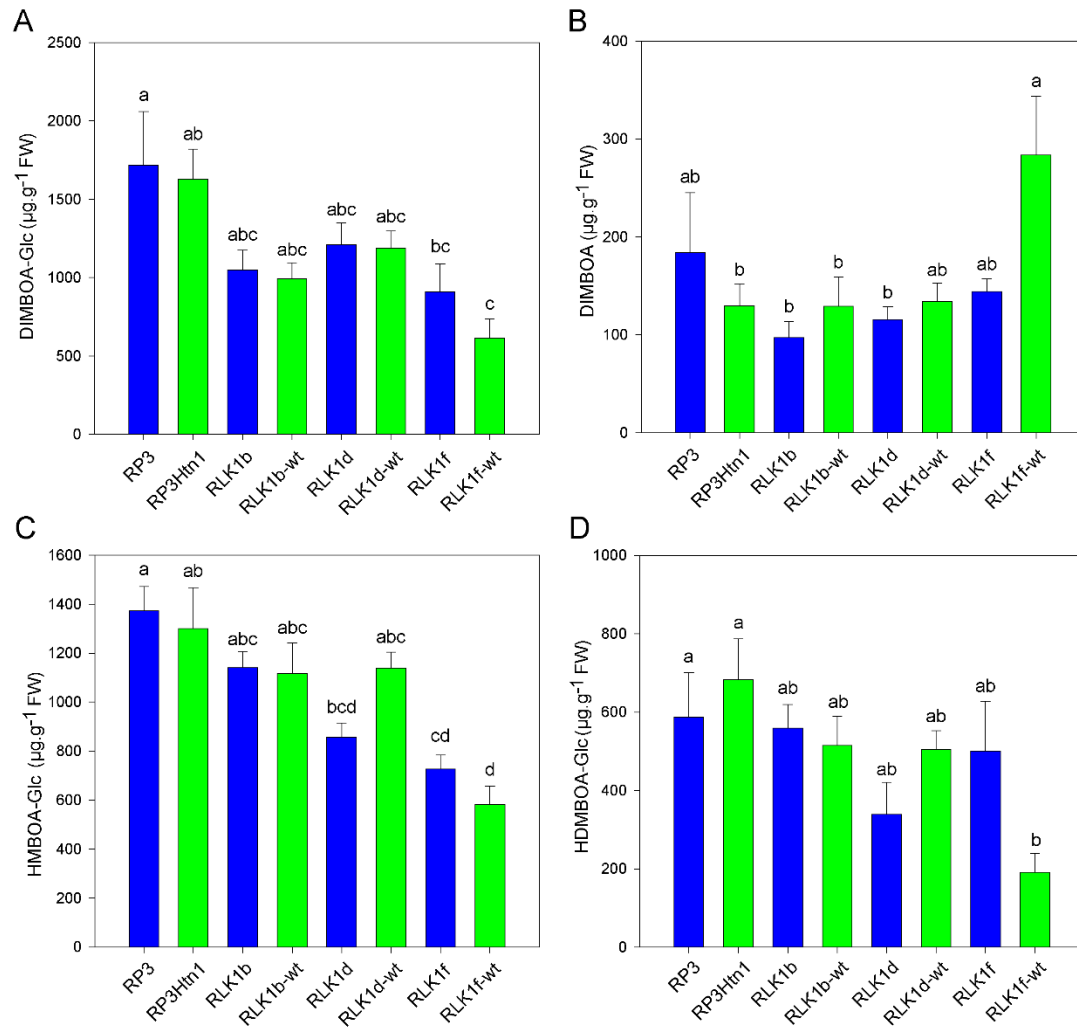 A
DIMBOA-Glc (µg.g⁻¹ FW)
2500
2000
1500
1000
500
0
a
ab
abc
abc
abc
abc
bc
c
RP3
RP3Htn1
RLK1b
RLK1b-wt
RLK1d
RLK1d-wt
RLK1f
RLK1f-wt
B
DIMBOA (µg.g⁻¹ FW)
400
300
200
100
0
ab
b
b
b
b
ab
ab
a
RP3
RP3Htn1
RLK1b
RLK1b-wt
RLK1d
RLK1d-wt
RLK1f
RLK1f-wt
C
HMBOA-Glc (µg.g⁻¹ FW)
1600
1400
1200
1000
800
600
400
200
0
a
ab
abc
abc
bcd
abc
cd
d
RP3
RP3Htn1
RLK1b
RLK1b-wt
RLK1d
RLK1d-wt
RLK1f
RLK1f-wt
D
HDMBOA-Glc (µg.g⁻¹ FW)
1000
800
600
400
200
0
a
a
ab
ab
ab
ab
ab
b
RP3
RP3Htn1
RLK1b
RLK1b-wt
RLK1d
RLK1d-wt
RLK1f
RLK1f-wt